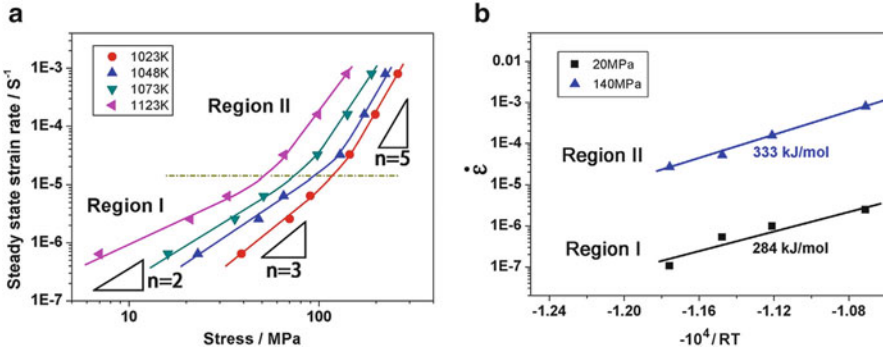 a
Steady state strain rate / S⁻¹
1E-3
1E-4
1E-5
1E-6
1E-7
1023K
1048K
1073K
1123K
Region II
Region I
n=5
n=3
n=2
10
100
Stress / MPa
b
ε̇
0.01
1E-3
1E-4
1E-5
1E-6
1E-7
20MPa
140MPa
Region II
333 kJ/mol
Region I
284 kJ/mol
-1.24
-1.20
-1.16
-1.12
-1.08
-10⁴/RT